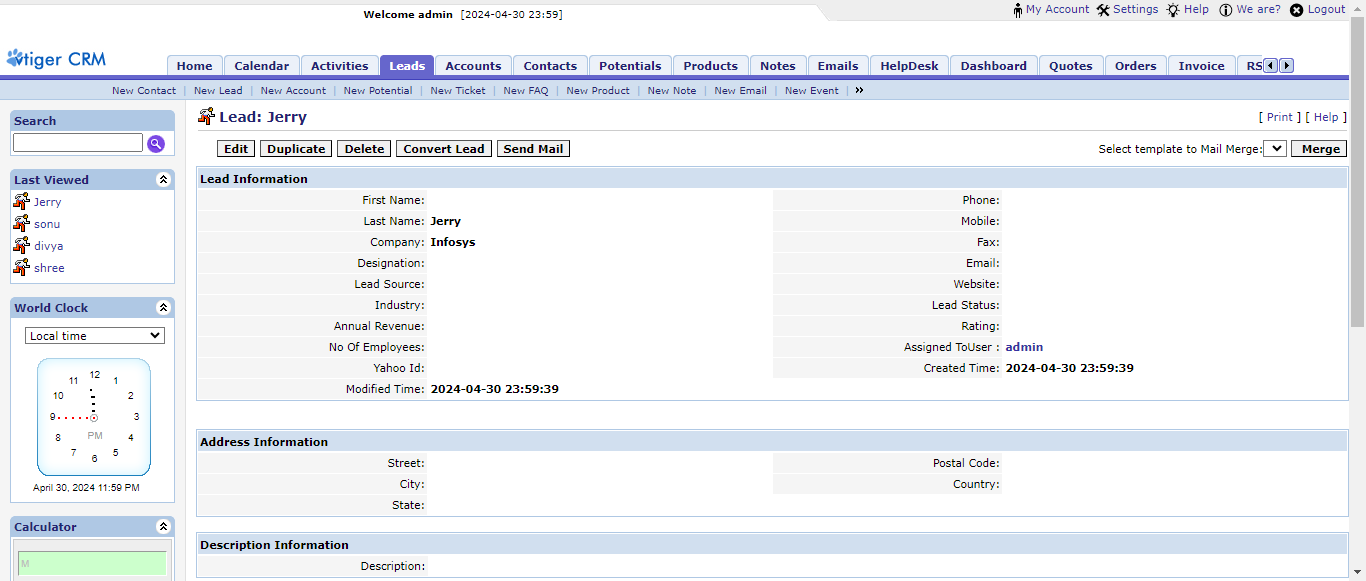 Welcome admin [2024-04-30 23:59]
My Account Settings Help We are? Logout
vtiger CRM
Home Calendar Activities Leads Accounts Contacts Potentials Products Notes Emails HelpDesk Dashboard Quotes Orders Invoice RS
New Contact | New Lead | New Account | New Potential | New Ticket | New FAQ | New Product | New Note | New Email | New Event | »
Search
Last Viewed
Jerry
sonu
divya
shree
World Clock
Local time
12
11 1
10 2
9 3
PM
8 4
7 5
6
April 30, 2024 11:59 PM
Calculator
M
Lead: Jerry
[ Print ] [ Help ]
Edit Duplicate Delete Convert Lead Send Mail
Select template to Mail Merge: Merge
Lead Information
First Name: Phone:
Last Name: Jerry Mobile:
Company: Infosys Fax:
Designation: Email:
Lead Source: Website:
Industry: Lead Status:
Annual Revenue: Rating:
No Of Employees: Assigned ToUser : admin
Yahoo Id: Created Time: 2024-04-30 23:59:39
Modified Time: 2024-04-30 23:59:39
Address Information
Street: Postal Code:
City: Country:
State:
Description Information
Description: